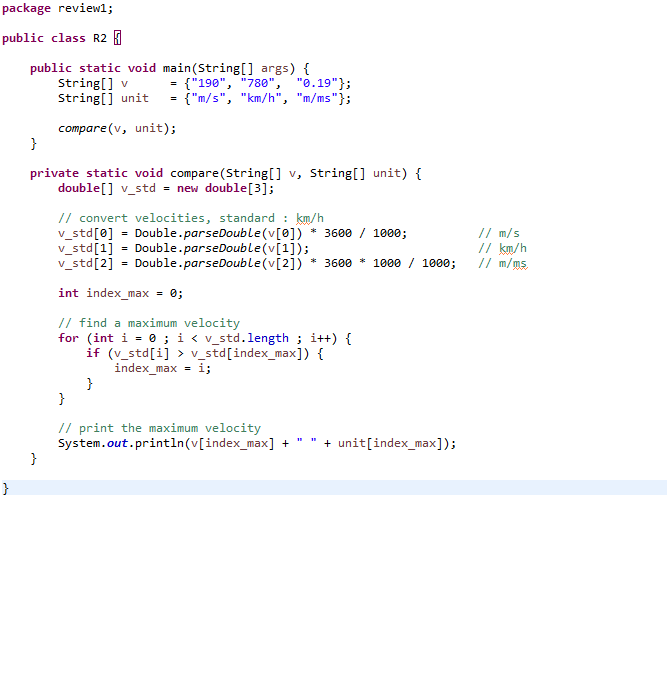 package review1;
public class R2 {
public static void main(String[] args) {
String[] v = {"190", "780", "0.19"};
String[] unit = {"m/s", "km/h", "m/ms"};
compare(v, unit);
}
private static void compare(String[] v, String[] unit) {
double[] v_std = new double[3];
// convert velocities, standard : km/h
v_std[0] = Double.parseDouble(v[0]) * 3600 / 1000; // m/s
v_std[1] = Double.parseDouble(v[1]); // km/h
v_std[2] = Double.parseDouble(v[2]) * 3600 * 1000 / 1000; // m/ms
int index_max = 0;
// find a maximum velocity
for (int i = 0 ; i < v_std.length ; i++) {
if (v_std[i] > v_std[index_max]) {
index_max = i;
}
}
// print the maximum velocity
System.out.println(v[index_max] + " " + unit[index_max]);
}
}